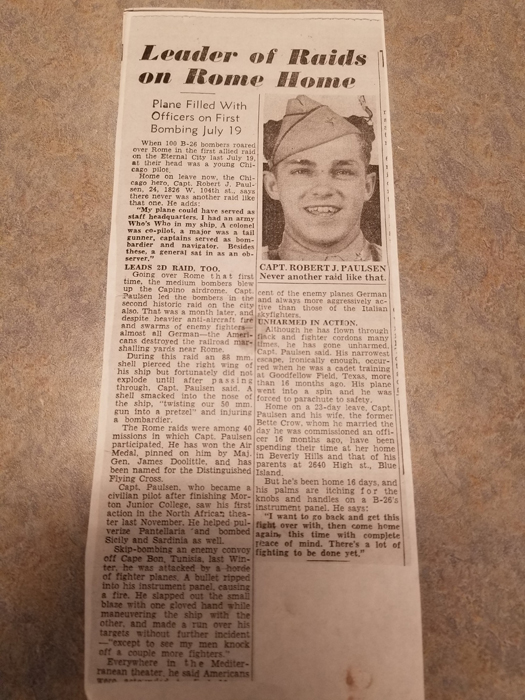 Leader of Raids
on Rome Home
Plane Filled With
Officers on First
Bombing July 19
When 100 B-26 bombers roared
over Rome in the first allied raid
on the Eternal City last July 19,
at their head was a young Chi-
cago pilot.
Home on leave now, the Chi-
cago hero, Capt. Robert J. Paul-
sen, 24, 1826 W. 104th st., says
there never was another raid like
that one. He adds:
"My plane could have served as
staff headquarters. I had an army
Who's Who in my ship. A colonel
was co-pilot, a major was a tail
gunner, captains served as bom-
bardier and navigator. Besides
these, a general sat in as an ob-
server."
LEADS 2D RAID, TOO.
Going over Rome that first
time, the medium bombers blew
up the Capino airdrome. Capt.
Paulsen led the bombers in the
second historic raid on the city
also. That was a month later, and
despite heavy anti-aircraft fire
and swarms of enemy fighters—
almost all German—the Ameri-
cans destroyed the railroad mar-
shalling yards near Rome.
During this raid an 88 mm.
shell pierced the right wing of
his ship but fortunately did not
explode until after passing
through, Capt. Paulsen said. A
shell smacked into the nose of
the ship, "twisting our 50 mm.
gun into a pretzel" and injuring
a bombardier.
The Rome raids were among 40
missions in which Capt. Paulsen
participated. He has won the Air
Medal, pinned on him by Maj.
Gen. James Doolittle, and has
been named for the Distinguished
Flying Cross.
Capt. Paulsen, who became a
civilian pilot after finishing Mor-
ton Junior College, saw his first
action in the North African thea-
ter last November. He helped pul-
verize Pantellaria and bombed
Sicily and Sardinia as well.
Skip-bombing an enemy convoy
off Cape Bon, Tunisia, last Win-
ter, he was attacked by a horde
of fighter planes. A bullet ripped
into his instrument panel, causing
a fire. He slapped out the small
blaze with one gloved hand while
maneuvering the ship with the
other, and made a run over his
targets without further incident
—"except to see my men knock
off a couple more fighters."
Everywhere in the Mediter-
ranean theater, he said Americans
CAPT. ROBERT J. PAULSEN
Never another raid like that.
cent of the enemy planes German
and always more aggressively ac-
tive than those of the Italian
skyfighters.
UNHARMED IN ACTION.
Although he has flown through
flack and fighter cordons many
times, he has gone unharmed,
Capt. Paulsen said. His narrowest
escape, ironically enough, occur-
red when he was a cadet training
at Goodfellow Field, Texas, more
than 16 months ago. His plane
went into a spin and he was
forced to parachute to safety.
Home on a 23-day leave, Capt.
Paulsen and his wife, the former
Bette Crow, whom he married the
day he was commissioned an offi-
cer 16 months ago, have been
spending their time at her home
in Beverly Hills and that of his
parents at 2640 High st., Blue
Island.
But he's been home 16 days, and
his palms are itching for the
knobs and handles on a B-26's
instrument panel. He says:
"I want to go back and get this
fight over with, then come home
again, this time with complete
peace of mind. There's a lot of
fighting to be done yet."